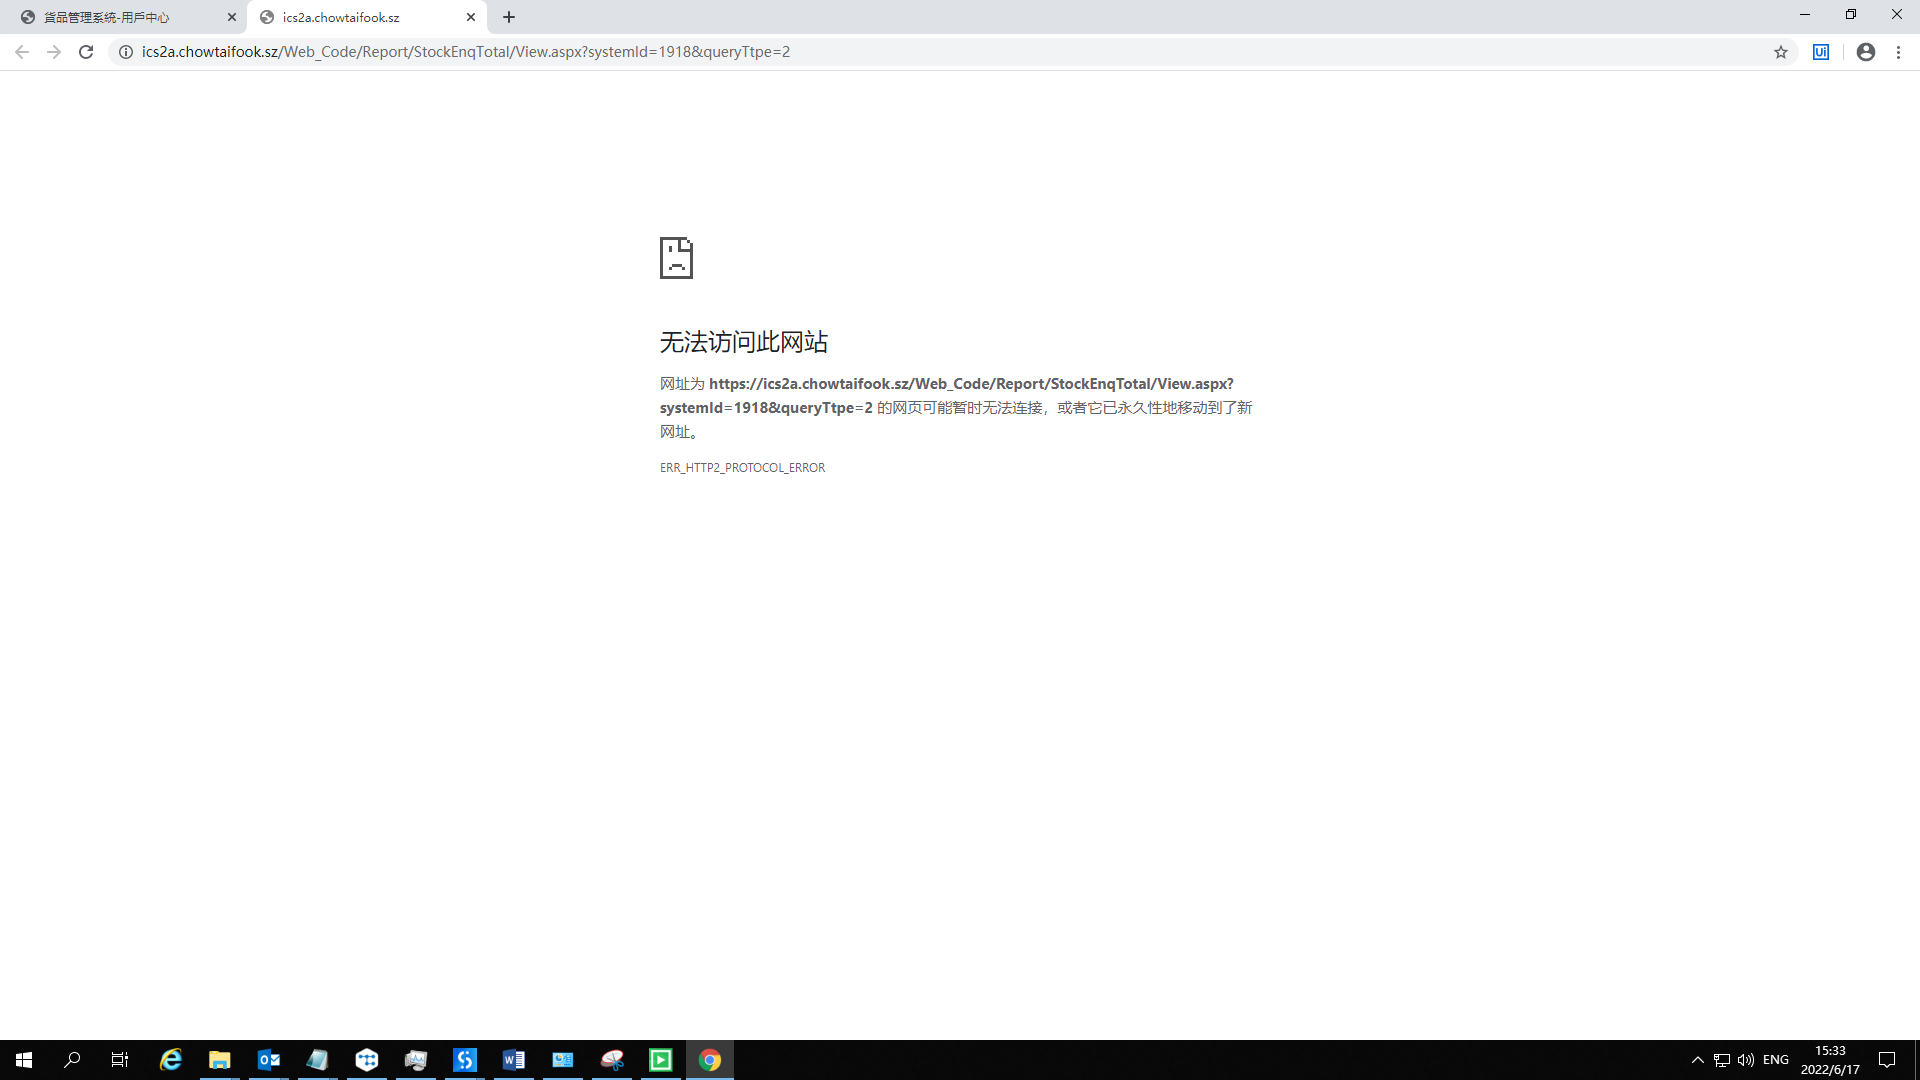 貨品管理系統-用戶中心
ics2a.chowtaifook.sz
ics2a.chowtaifook.sz/Web_Code/Report/StockEnqTotal/View.aspx?systemId=1918&queryTtpe=2
Ui
无法访问此网站
网址为 https://ics2a.chowtaifook.sz/Web_Code/Report/StockEnqTotal/View.aspx?
systemId=1918&queryTtpe=2 的网页可能暂时无法连接，或者它已永久性地移动到了新
网址。
ERR_HTTP2_PROTOCOL_ERROR
ENG
15:33
2022/6/17